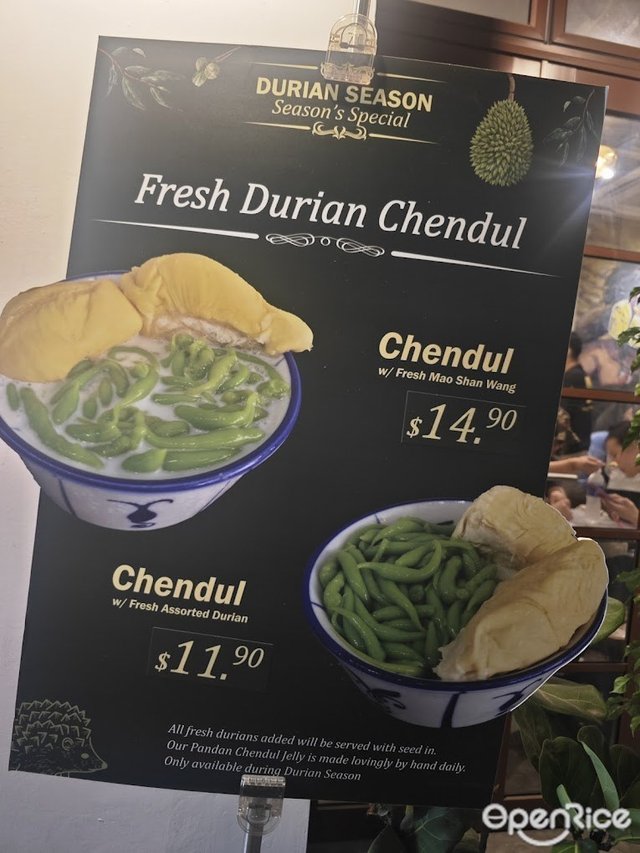 DURIAN SEASON
Season's Special
Fresh Durian Chendul
Chendul
w/ Fresh Mao Shan Wang
$14.90
Chendul
w/ Fresh Assorted Durian
$11.90
All fresh durians added will be served with seed in.
Our Pandan Chendul Jelly is made lovingly by hand daily.
Only available during Durian Season
OPENRICE